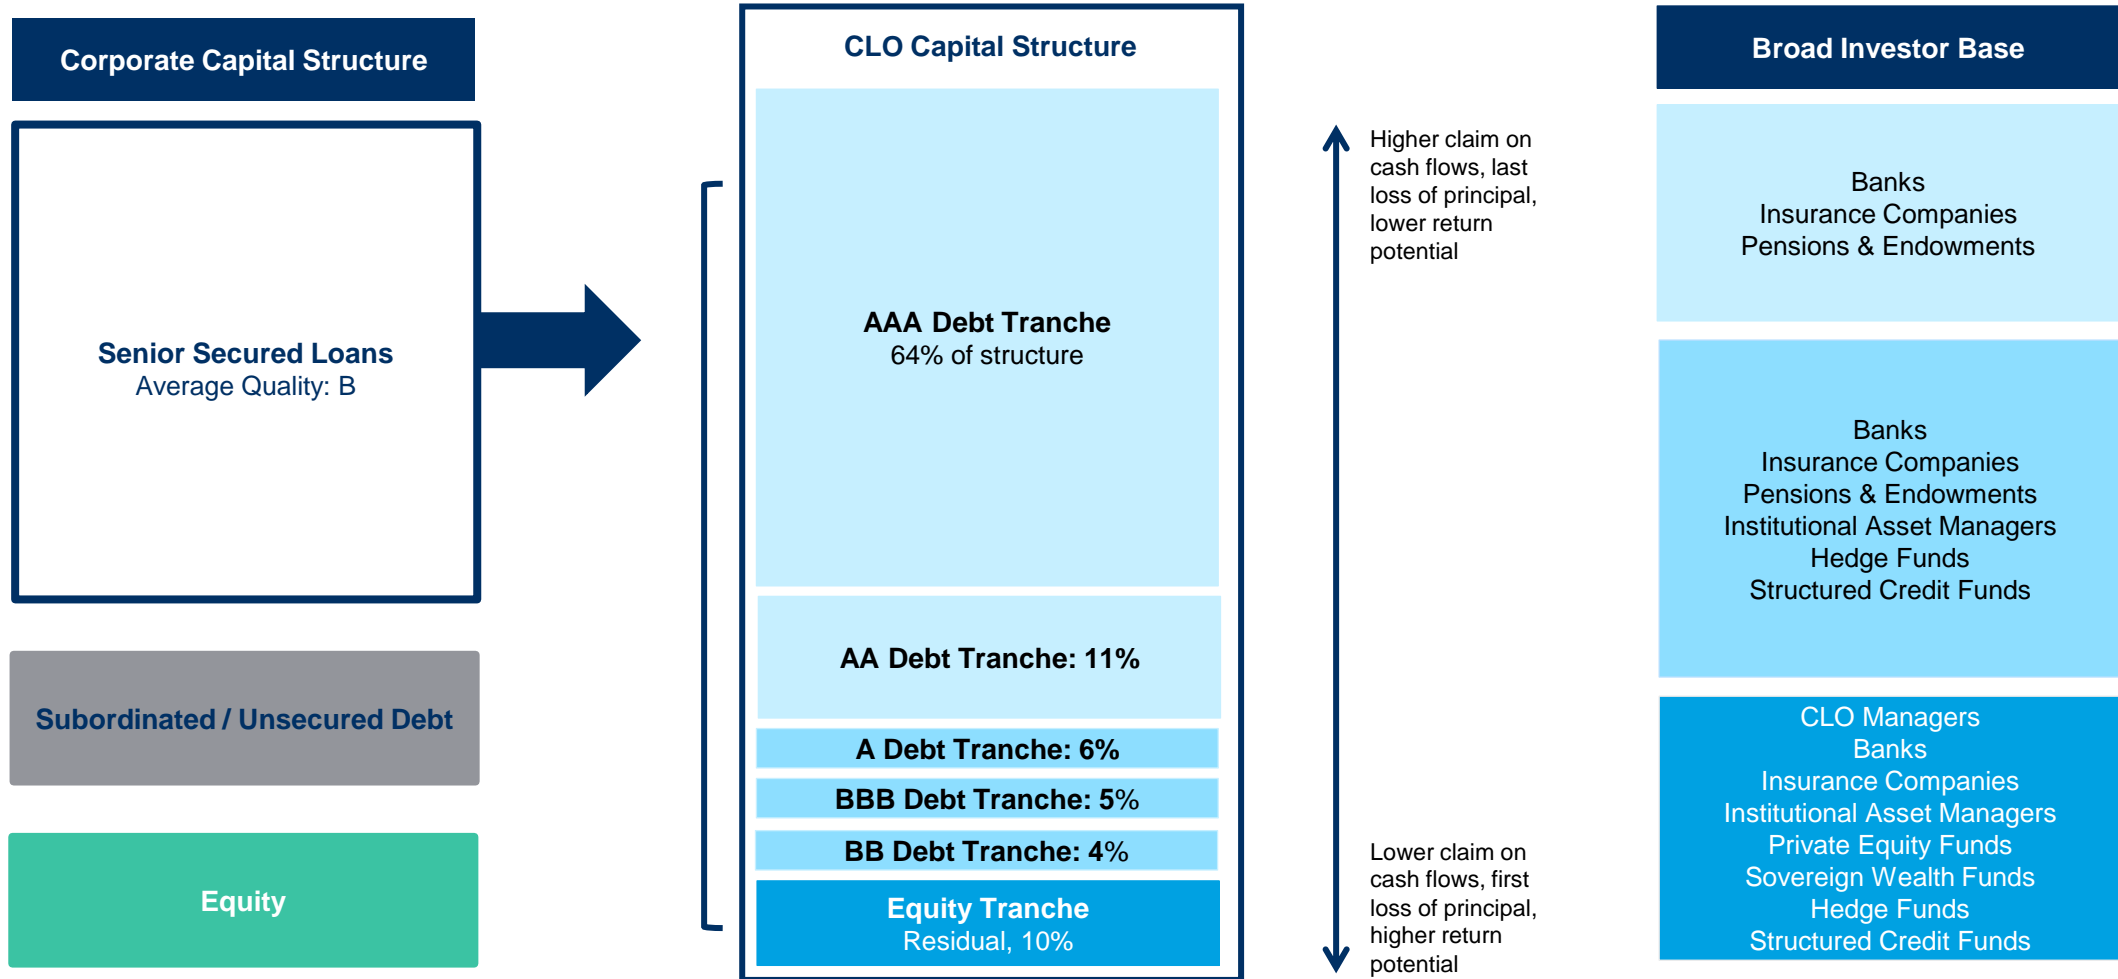 Corporate Capital Structure
Senior Secured Loans
Average Quality: B
Subordinated / Unsecured Debt
Equity
CLO Capital Structure
AAA Debt Tranche
64% of structure
AA Debt Tranche: 11%
A Debt Tranche: 6%
BBB Debt Tranche: 5%
BB Debt Tranche: 4%
Equity Tranche
Residual, 10%
Higher claim on
cash flows, last
loss of principal,
lower return
potential
Lower claim on
cash flows, first
loss of principal,
higher return
potential
Broad Investor Base
Banks
Insurance Companies
Pensions & Endowments
Banks
Insurance Companies
Pensions & Endowments
Institutional Asset Managers
Hedge Funds
Structured Credit Funds
CLO Managers
Banks
Insurance Companies
Institutional Asset Managers
Private Equity Funds
Sovereign Wealth Funds
Hedge Funds
Structured Credit Funds